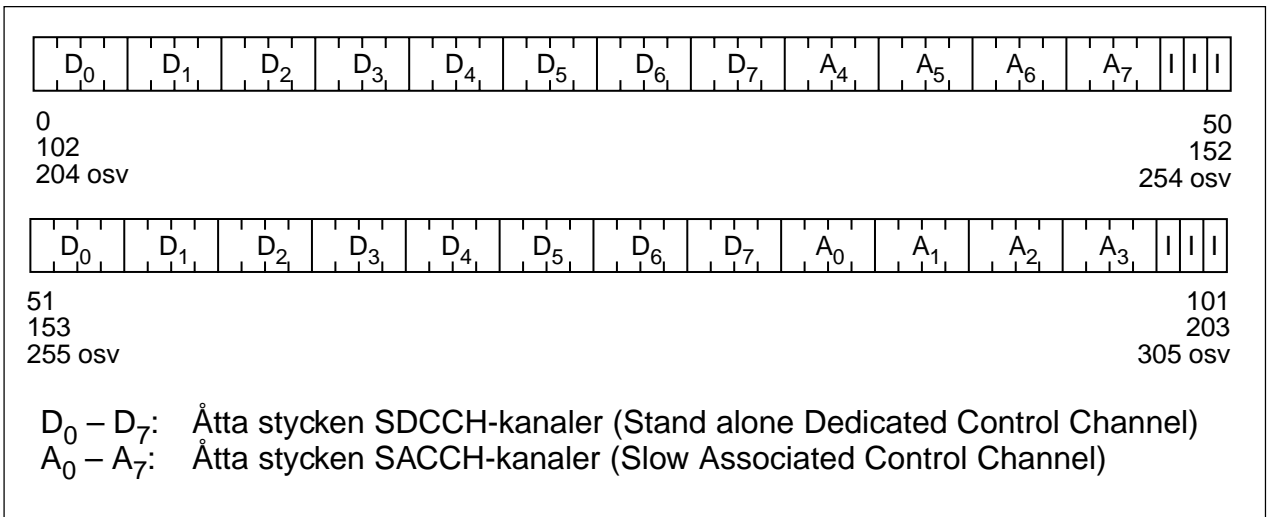 D0 D1 D2 D3 D4 D5 D6 D7 A4 A5 A6 A7 I I I
0 50
102 152
204 osv 254 osv
D0 D1 D2 D3 D4 D5 D6 D7 A0 A1 A2 A3 I I I
51 101
153 203
255 osv 305 osv
D0 – D7: Åtta stycken SDCCH-kanaler (Stand alone Dedicated Control Channel)
A0 – A7: Åtta stycken SACCH-kanaler (Slow Associated Control Channel)